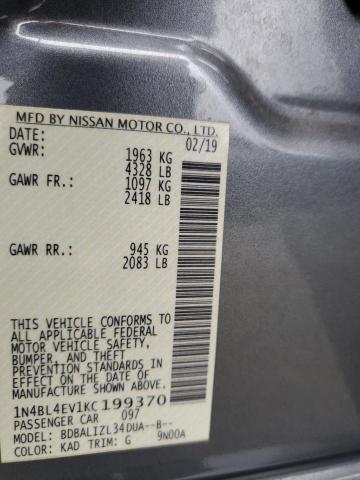 MFD BY NISSAN MOTOR CO., LTD.
DATE: 02/19
GVWR: 1963 KG
4328 LB
GAWR FR.: 1097 KG
2418 LB
GAWR RR.: 945 KG
2083 LB
THIS VEHICLE CONFORMS TO
ALL APPLICABLE FEDERAL
MOTOR VEHICLE SAFETY,
BUMPER, AND THEFT
PREVENTION STANDARDS IN
EFFECT ON THE DATE OF
MANUFACTURE SHOWN ABOVE.
1N4BL4EV1KC199370
PASSENGER CAR 097
MODEL: BDBALIZL34DUA--B--
COLOR: KAD TRIM: G 9N00A